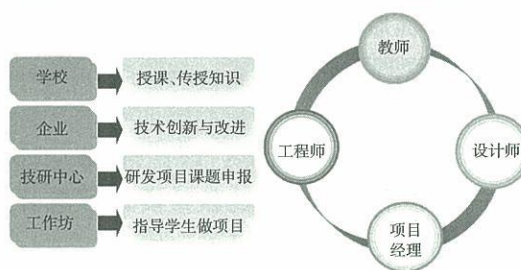 学校
授课、传授知识
企业
技术创新与改进
技研中心
研发项目课题申报
工作坊
指导学生做项目
教师
工程师
设计师
项目
经理